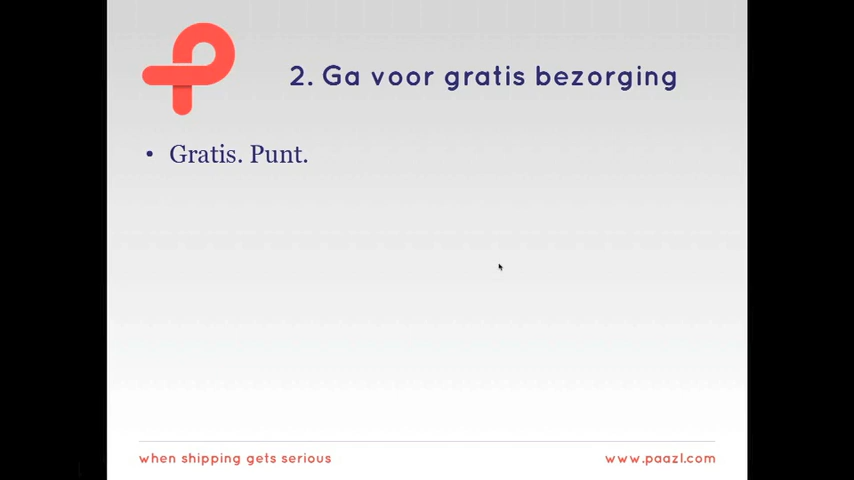 2. Ga voor gratis bezorging
• Gratis. Punt.
when shipping gets serious
www.paazl.com